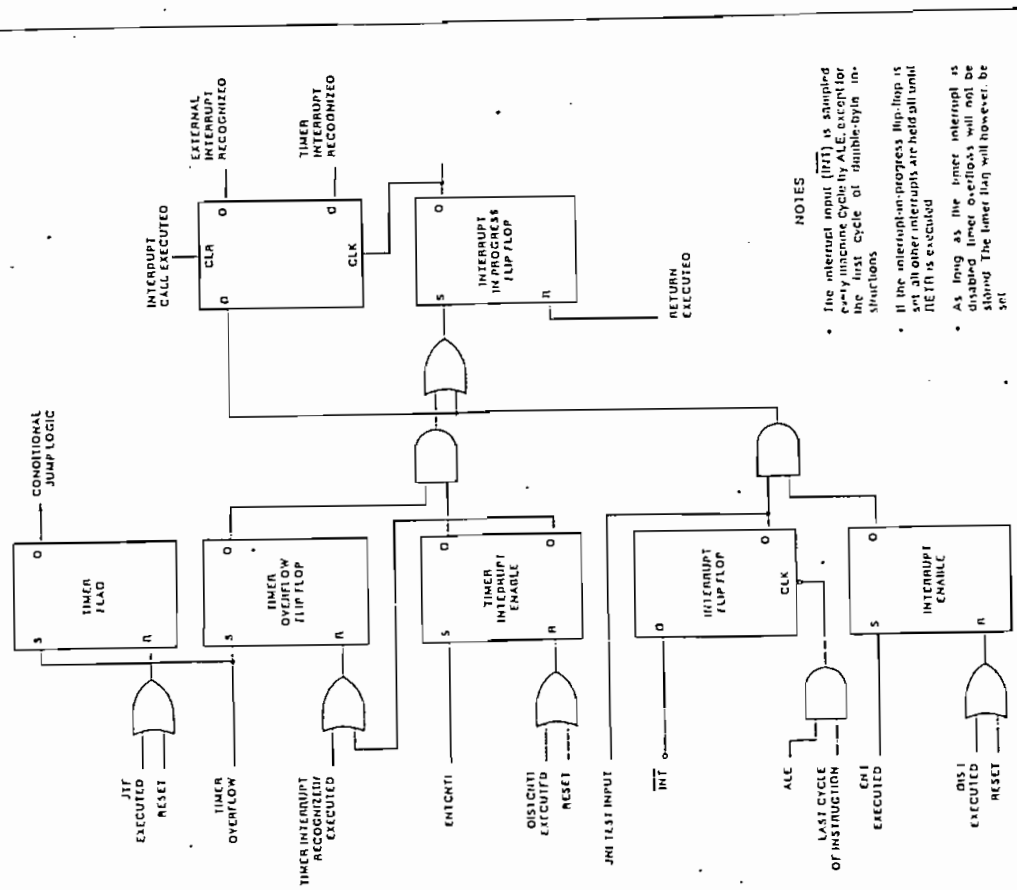 JTF
EXECUTED
RESET
TIMER
OVERFLOW
TIMER INTERRUPT
RECOGNIZED/
EXECUTED
ENTCNTI
DISTCNTI
EXECUTED
RESET
JNI TEST INPUT
INT
ALE
LAST CYCLE
OF INSTRUCTION
ENI
EXECUTED
DIS I
EXECUTED
RESET
S
R
Q
TIMER
FLAG
CONDITIONAL
JUMP LOGIC
S
R
Q
TIMER
OVERFLOW
FLIP FLOP
S
R
Q
Q
TIMER
INTERRUPT
ENABLE
D
Q
CLK
INTERRUPT
FLIP FLOP
S
R
Q
INTERRUPT
ENABLE
INTERRUPT
CALL EXECUTED
CLR
D
Q
Q
CLK
EXTERNAL
INTERRUPT
RECOGNIZED
TIMER
INTERRUPT
RECOGNIZED
S
R
Q
INTERRUPT
IN PROGRESS
FLIP FLOP
RETURN
EXECUTED
NOTES
• The interrupt input (INT) is sampled
every machine cycle by ALE, except for
the first cycle of double-byte in-
structions
• If the interrupt-in-progress flip-flop is
set all other interrupts are held off until
RETR is executed
• As long as the timer interrupt is
disabled timer overflows will not be
stored The timer flag will however, be
set